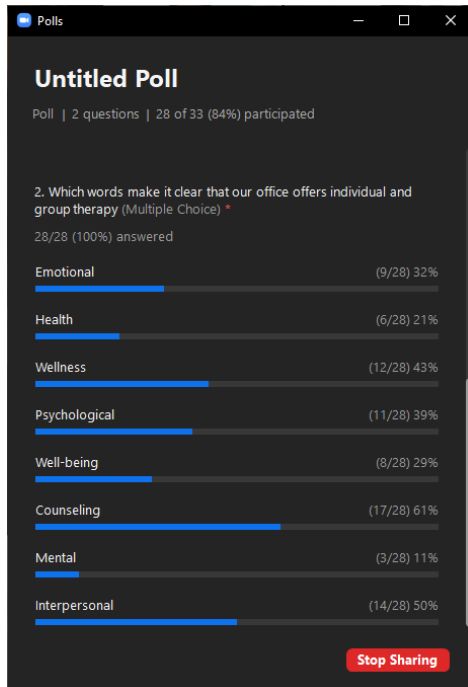 Polls
Untitled Poll
Poll | 2 questions | 28 of 33 (84%) participated
2. Which words make it clear that our office offers individual and
group therapy (Multiple Choice) *
28/28 (100%) answered
Emotional (9/28) 32%
Health (6/28) 21%
Wellness (12/28) 43%
Psychological (11/28) 39%
Well-being (8/28) 29%
Counseling (17/28) 61%
Mental (3/28) 11%
Interpersonal (14/28) 50%
Stop Sharing